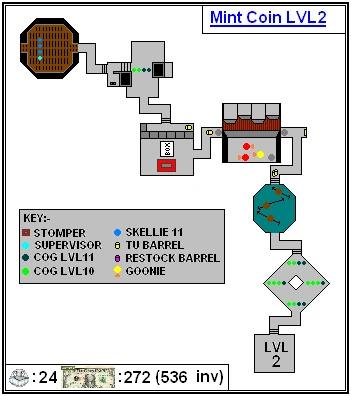 Mint Coin LVL2
BOX
KEY:-
STOMPER
SUPERVISOR
COG LVL11
COG LVL10
SKELLIE 11
TU BARREL
RESTOCK BARREL
GOONIE
LVL
2
:24 :272 (536 inv)